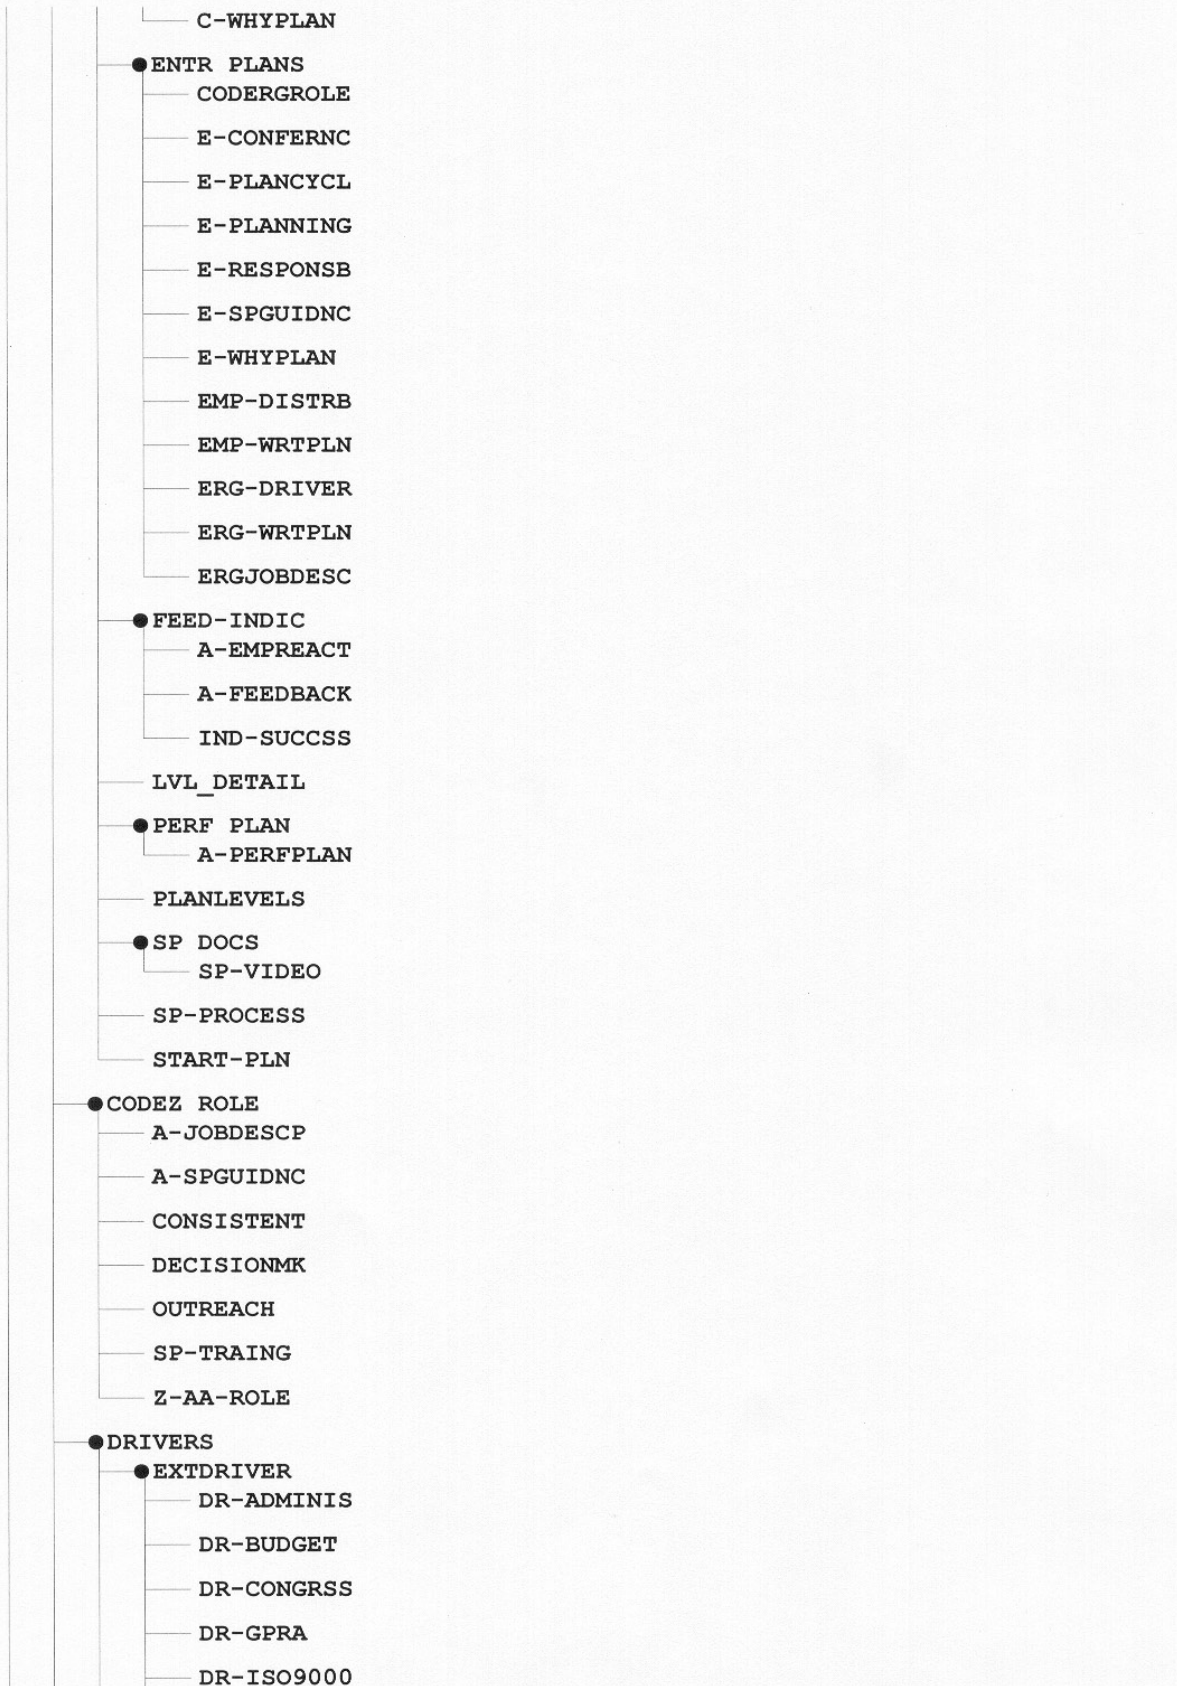 C-WHYPLAN
ENTR PLANS
CODERGROLE
E-CONFERNC
E-PLANCYCL
E-PLANNING
E-RESPONSB
E-SPGUIDNC
E-WHYPLAN
EMP-DISTRB
EMP-WRTPLN
ERG-DRIVER
ERG-WRTPLN
ERGJOBDESC
FEED-INDIC
A-EMPREACT
A-FEEDBACK
IND-SUCCSS
LVL_DETAIL
PERF PLAN
A-PERFPLAN
PLANLEVELS
SP DOCS
SP-VIDEO
SP-PROCESS
START-PLN
CODEZ ROLE
A-JOBDESCP
A-SPGUIDNC
CONSISTENT
DECISIONMK
OUTREACH
SP-TRAING
Z-AA-ROLE
DRIVERS
EXTDRIVER
DR-ADMINIS
DR-BUDGET
DR-CONGRSS
DR-GPRA
DR-ISO9000